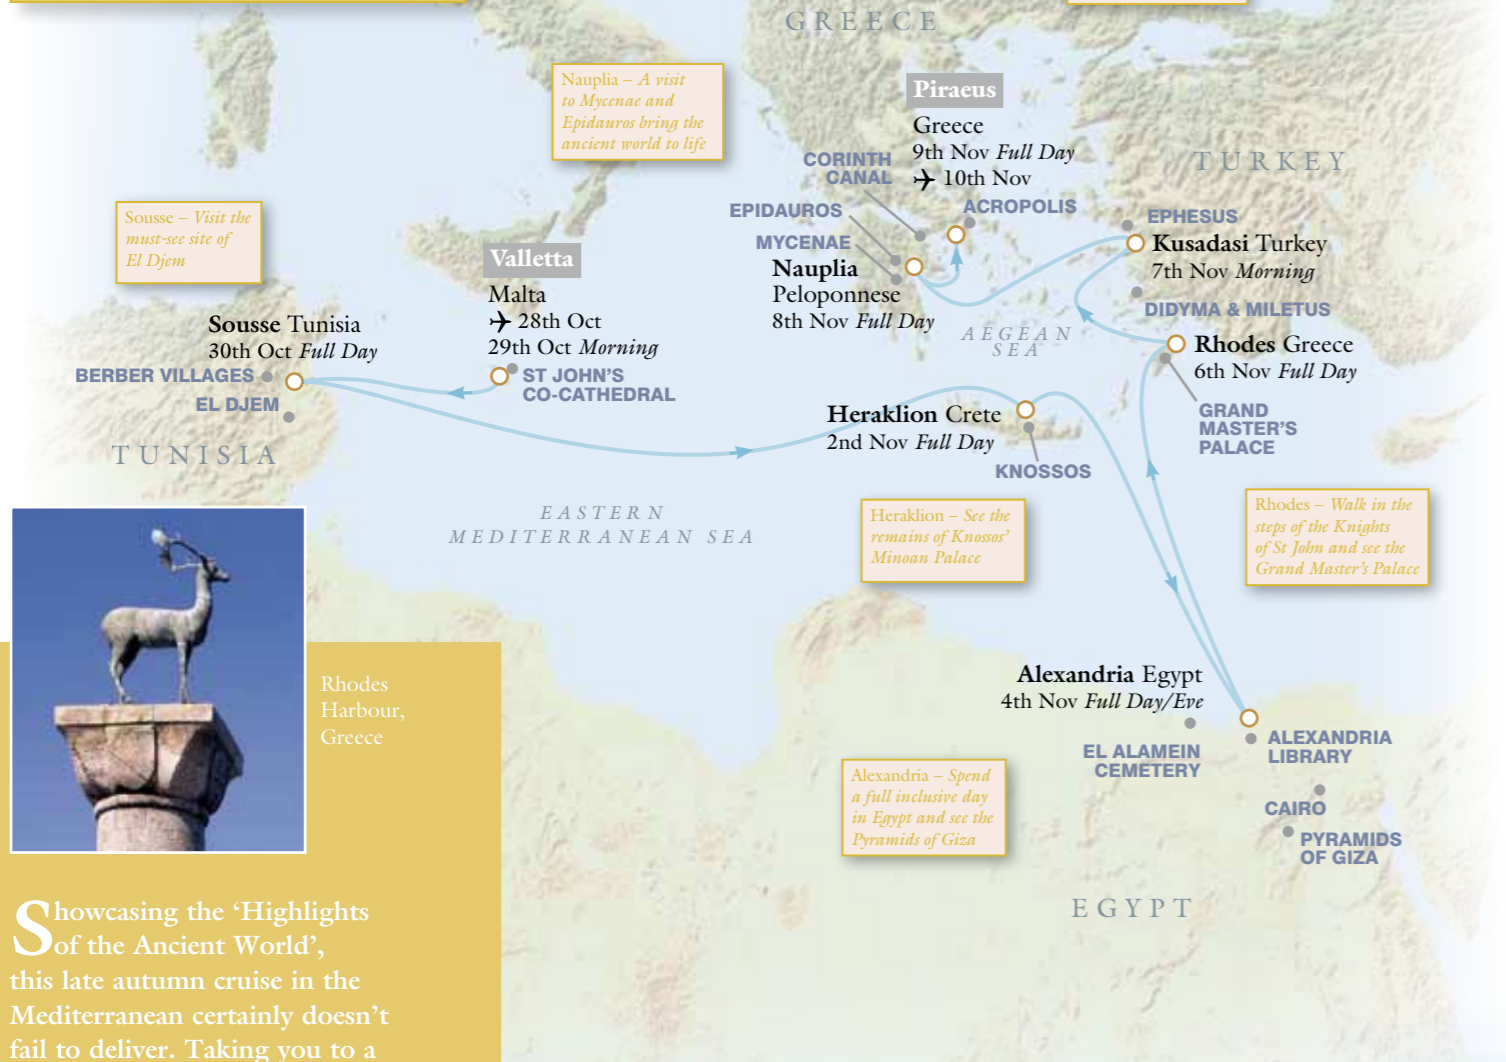 GREECE
Nauplia – A visit
to Mycenae and
Epidauros bring the
ancient world to life
Piraeus
Greece
9th Nov Full Day
10th Nov
CORINTH
CANAL
TURKEY
ACROPOLIS
EPIDAUROS
MYCENAE
Nauplia
Peloponnese
8th Nov Full Day
EPHESUS
Kusadasi Turkey
7th Nov Morning
DIDYMA & MILETUS
AEGEAN
SEA
Sousse – Visit the
must-see site of
El Djem
Valletta
Malta
28th Oct
29th Oct Morning
ST JOHN'S
CO-CATHEDRAL
Sousse Tunisia
30th Oct Full Day
BERBER VILLAGES
EL DJEM
TUNISIA
Rhodes Greece
6th Nov Full Day
GRAND
MASTER'S
PALACE
Heraklion Crete
2nd Nov Full Day
KNOSSOS
EASTERN
MEDITERRANEAN SEA
Heraklion – See the
remains of Knossos'
Minoan Palace
Rhodes – Walk in the
steps of the Knights
of St John and see the
Grand Master's Palace
Rhodes
Harbour,
Greece
Alexandria Egypt
4th Nov Full Day/Eve
EL ALAMEIN
CEMETERY
ALEXANDRIA
LIBRARY
CAIRO
PYRAMIDS
OF GIZA
Alexandria – Spend
a full inclusive day
in Egypt and see the
Pyramids of Giza
EGYPT
Showcasing the ‘Highlights
of the Ancient World’,
this late autumn cruise in the
Mediterranean certainly doesn’t
fail to deliver. Taking you to a